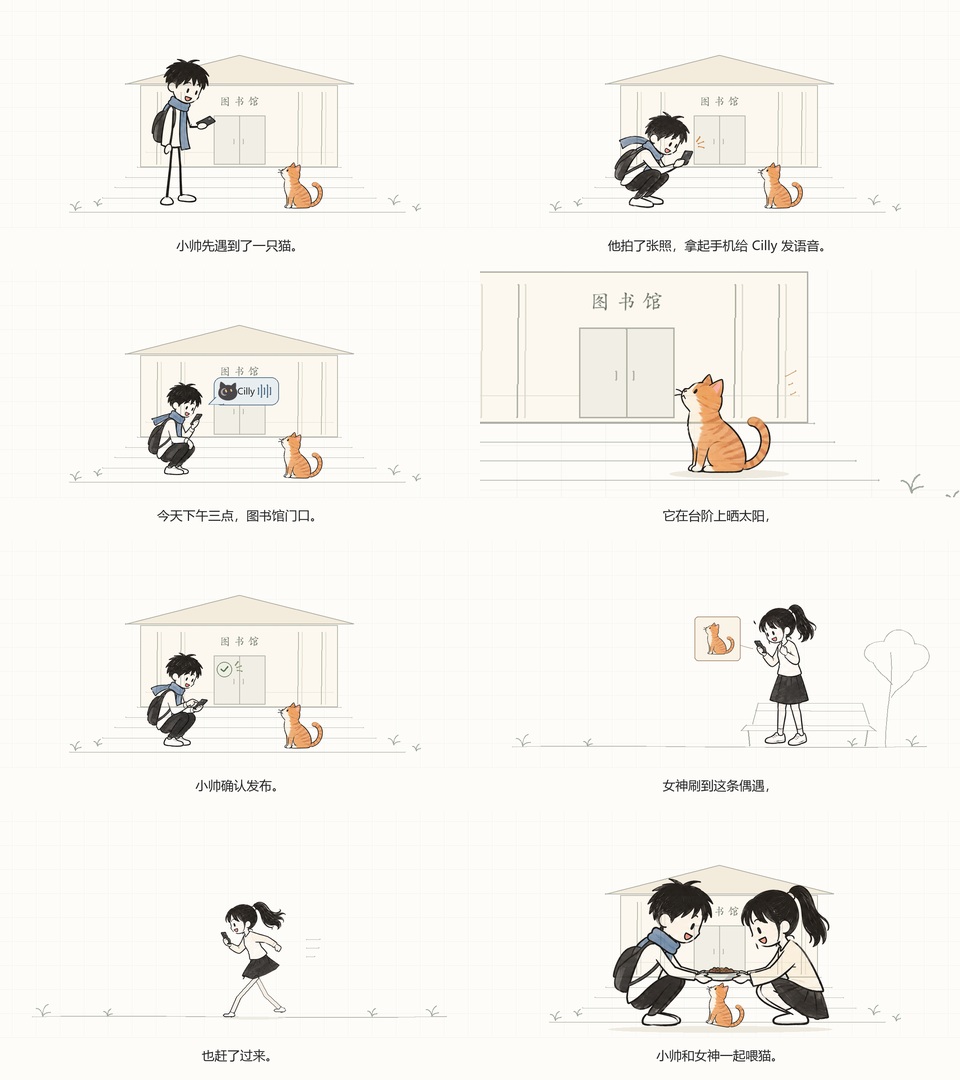 图书馆
小帅先遇到了一只猫。
图书馆
他拍了张照，拿起手机给 Cilly 发语音。
图书馆
Cilly
今天下午三点，图书馆门口。
图书馆
它在台阶上晒太阳，
图书馆
小帅确认发布。
女神刷到这条偶遇，
也赶了过来。
书馆
小帅和女神一起喂猫。